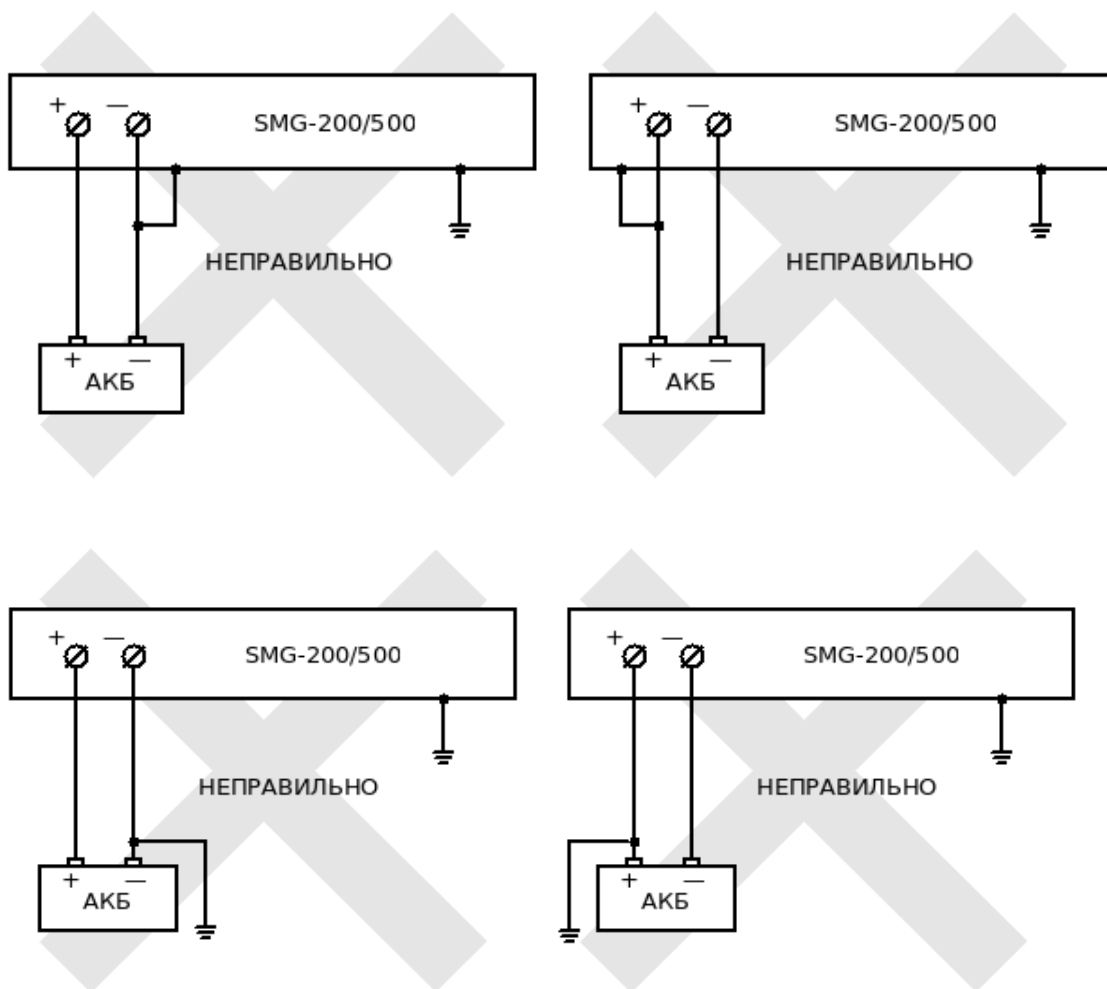 + — SMG-200/500
НЕПРАВИЛЬНО
+ —
АКБ
+ — SMG-200/500
НЕПРАВИЛЬНО
+ —
АКБ
+ — SMG-200/500
НЕПРАВИЛЬНО
+ —
АКБ
+ — SMG-200/500
НЕПРАВИЛЬНО
+ —
АКБ